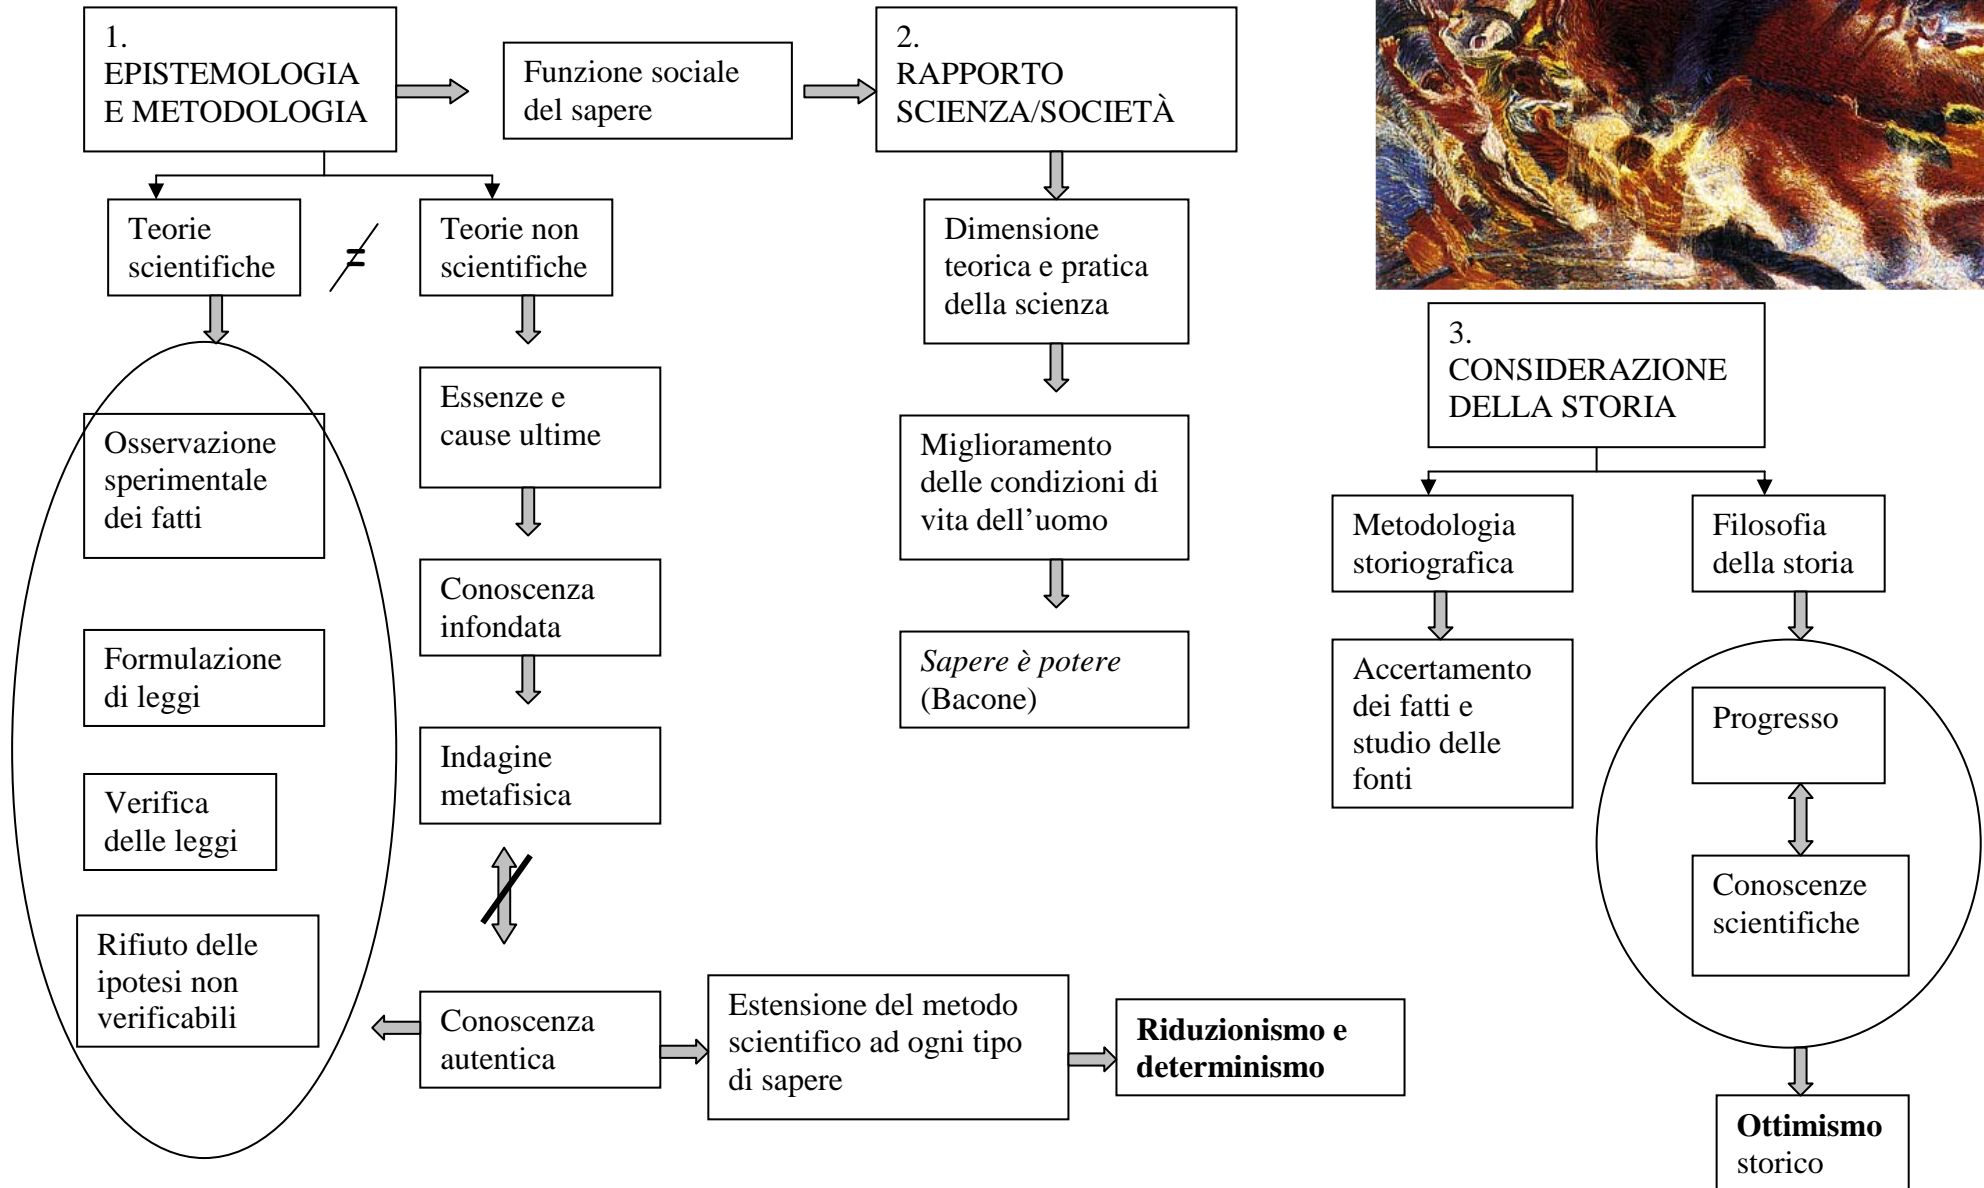 1.
EPISTEMOLOGIA
E METODOLOGIA
Funzione sociale
del sapere
2.
RAPPORTO
SCIENZA/SOCIETÀ
Teorie
scientifiche
=
Teorie non
scientifiche
Osservazione
sperimentale
dei fatti
Formulazione
di leggi
Verifica
delle leggi
Rifiuto delle
ipotesi non
verificabili
Essenze e
cause ultime
Conoscenza
infondata
Indagine
metafisica
Conoscenza
autentica
Estensione del metodo
scientifico ad ogni tipo
di sapere
Riduzionismo e
determinismo
Dimensione
teorica e pratica
della scienza
Miglioramento
delle condizioni di
vita dell’uomo
Sapere è potere
(Bacone)
3.
CONSIDERAZIONE
DELLA STORIA
Metodologia
storiografica
Accertamento
dei fatti e
studio delle
fonti
Filosofia
della storia
Progresso
Conoscenze
scientifiche
Ottimismo
storico